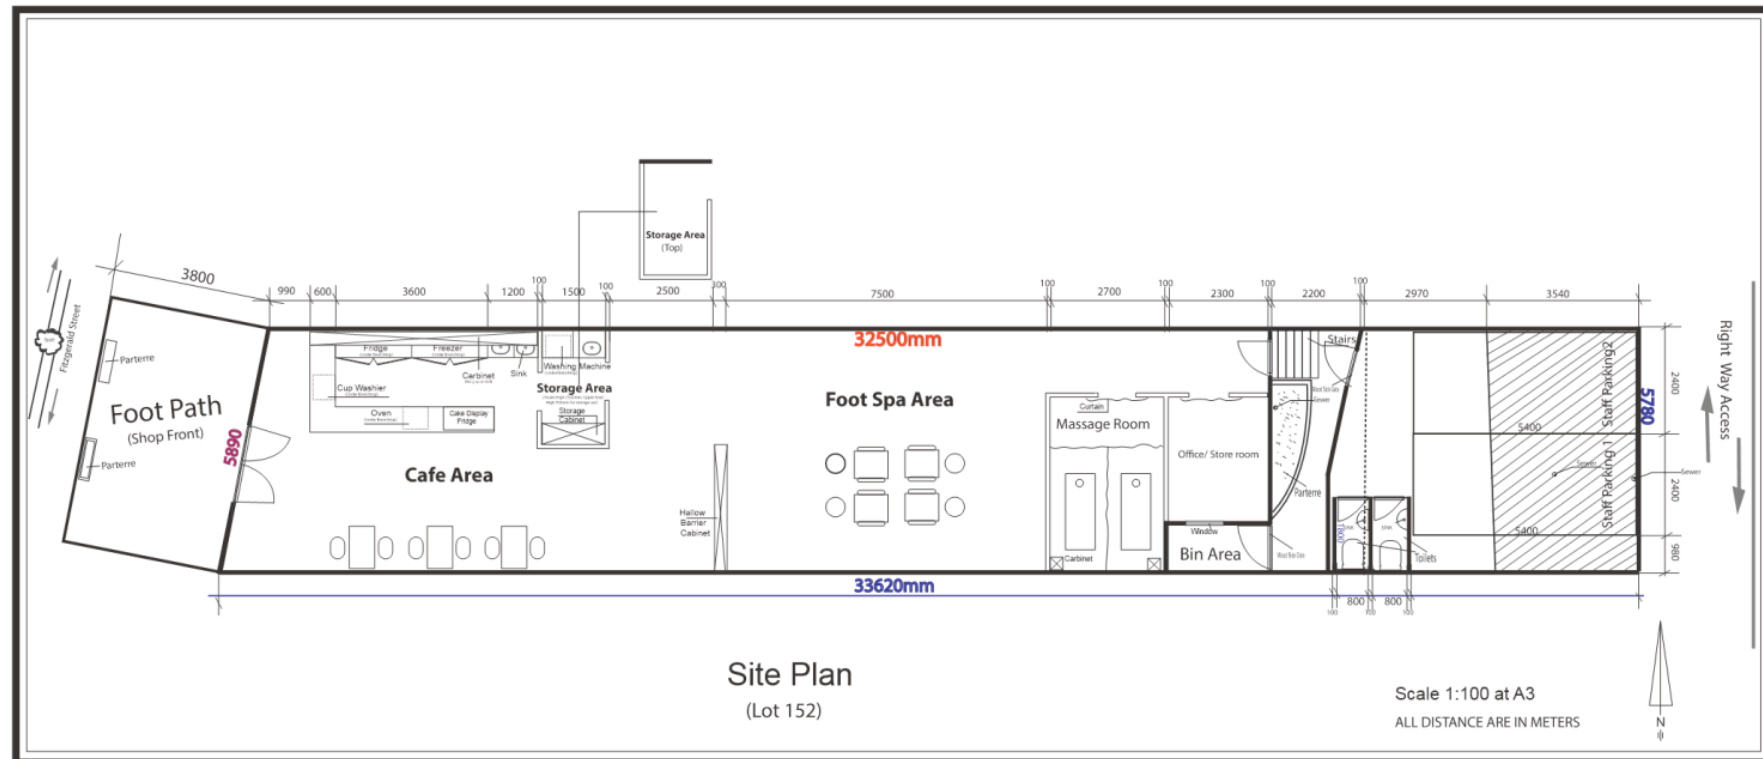 Storage Area
(Top)
3800
990
600
3600
1200
100
1500
100
2500
300
7500
100
2700
100
2300
100
2200
100
2970
3540
32500mm
Fitzgerald Street
Parterre
Parterre
Foot Path
(Shop Front)
5890
Fridge
Freezer
Carbinet
Sink
Cup Washier
Oven
Cake Display
Fridge
Washing Machine
Storage Area
Storage
Cabinet
Cafe Area
Hallow
Barrier
Cabinet
Foot Spa Area
Curtain
Massage Room
Carbinet
Office/ Store room
Window
Bin Area
Stairs
Sewer
Parterre
1800
SINK
SINK
Toilets
5400
5400
Sewer
Sewer
Staff Parking2
Staff Parking 1
5780
2400
2400
980
Right Way Access
33620mm
100
800
100
800
100
Site Plan
(Lot 152)
Scale 1:100 at A3
ALL DISTANCE ARE IN METERS
N